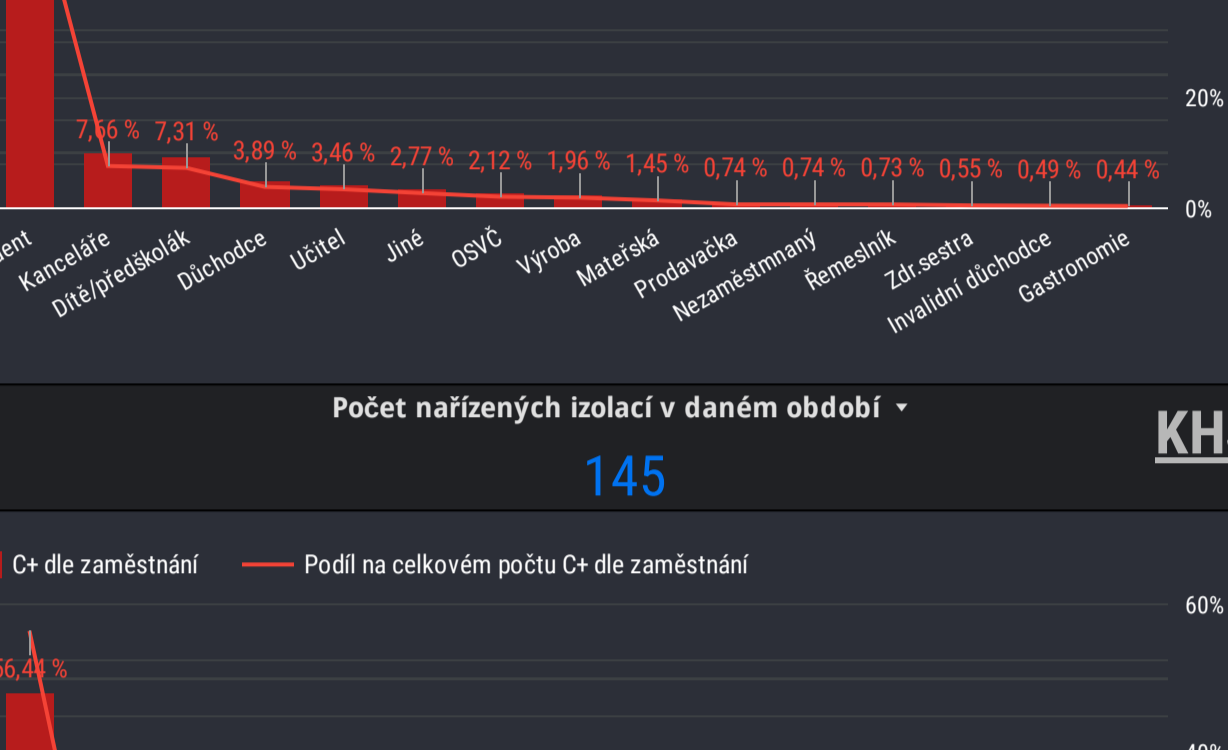 20%
7,66 % 7,31 % 3,89 % 3,46 % 2,77 % 2,12 % 1,96 % 1,45 % 0,74 % 0,74 % 0,73 % 0,55 % 0,49 % 0,44 %
0%
Kanceláře
Dítě/předškolák
Důchodce
Učitel
Jiné
OSVČ
Výroba
Mateřská
Prodavačka
Nezaměstmnaný
Řemeslník
Zdr.sestra
Invalidní důchodce
Gastronomie
Počet nařízených izolací v daném období
145
C+ dle zaměstnání
Podíl na celkovém počtu C+ dle zaměstnání
60%